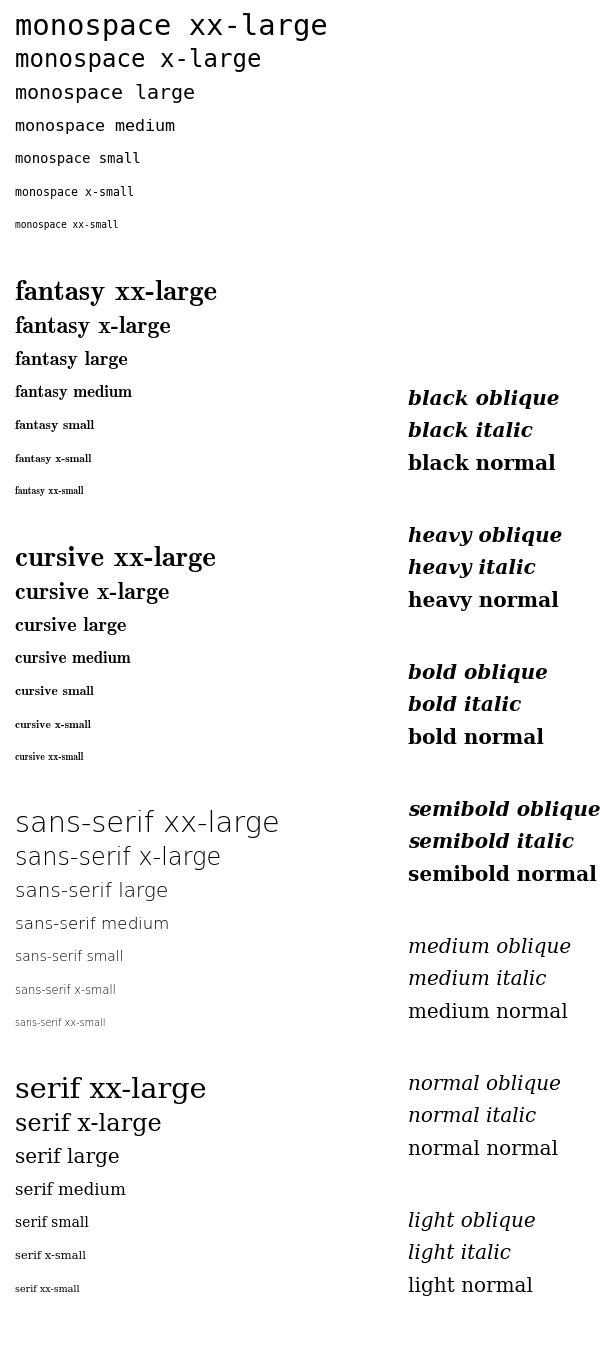 monospace xx-large
monospace x-large
monospace large
monospace medium
monospace small
monospace x-small
monospace xx-small
fantasy xx-large
fantasy x-large
fantasy large
fantasy medium
fantasy small
fantasy x-small
fantasy xx-small
cursive xx-large
cursive x-large
cursive large
cursive medium
cursive small
cursive x-small
cursive xx-small
sans-serif xx-large
sans-serif x-large
sans-serif large
sans-serif medium
sans-serif small
sans-serif x-small
sans-serif xx-small
serif xx-large
serif x-large
serif large
serif medium
serif small
serif x-small
serif xx-small
black oblique
black italic
black normal
heavy oblique
heavy italic
heavy normal
bold oblique
bold italic
bold normal
semibold oblique
semibold italic
semibold normal
medium oblique
medium italic
medium normal
normal oblique
normal italic
normal normal
light oblique
light italic
light normal